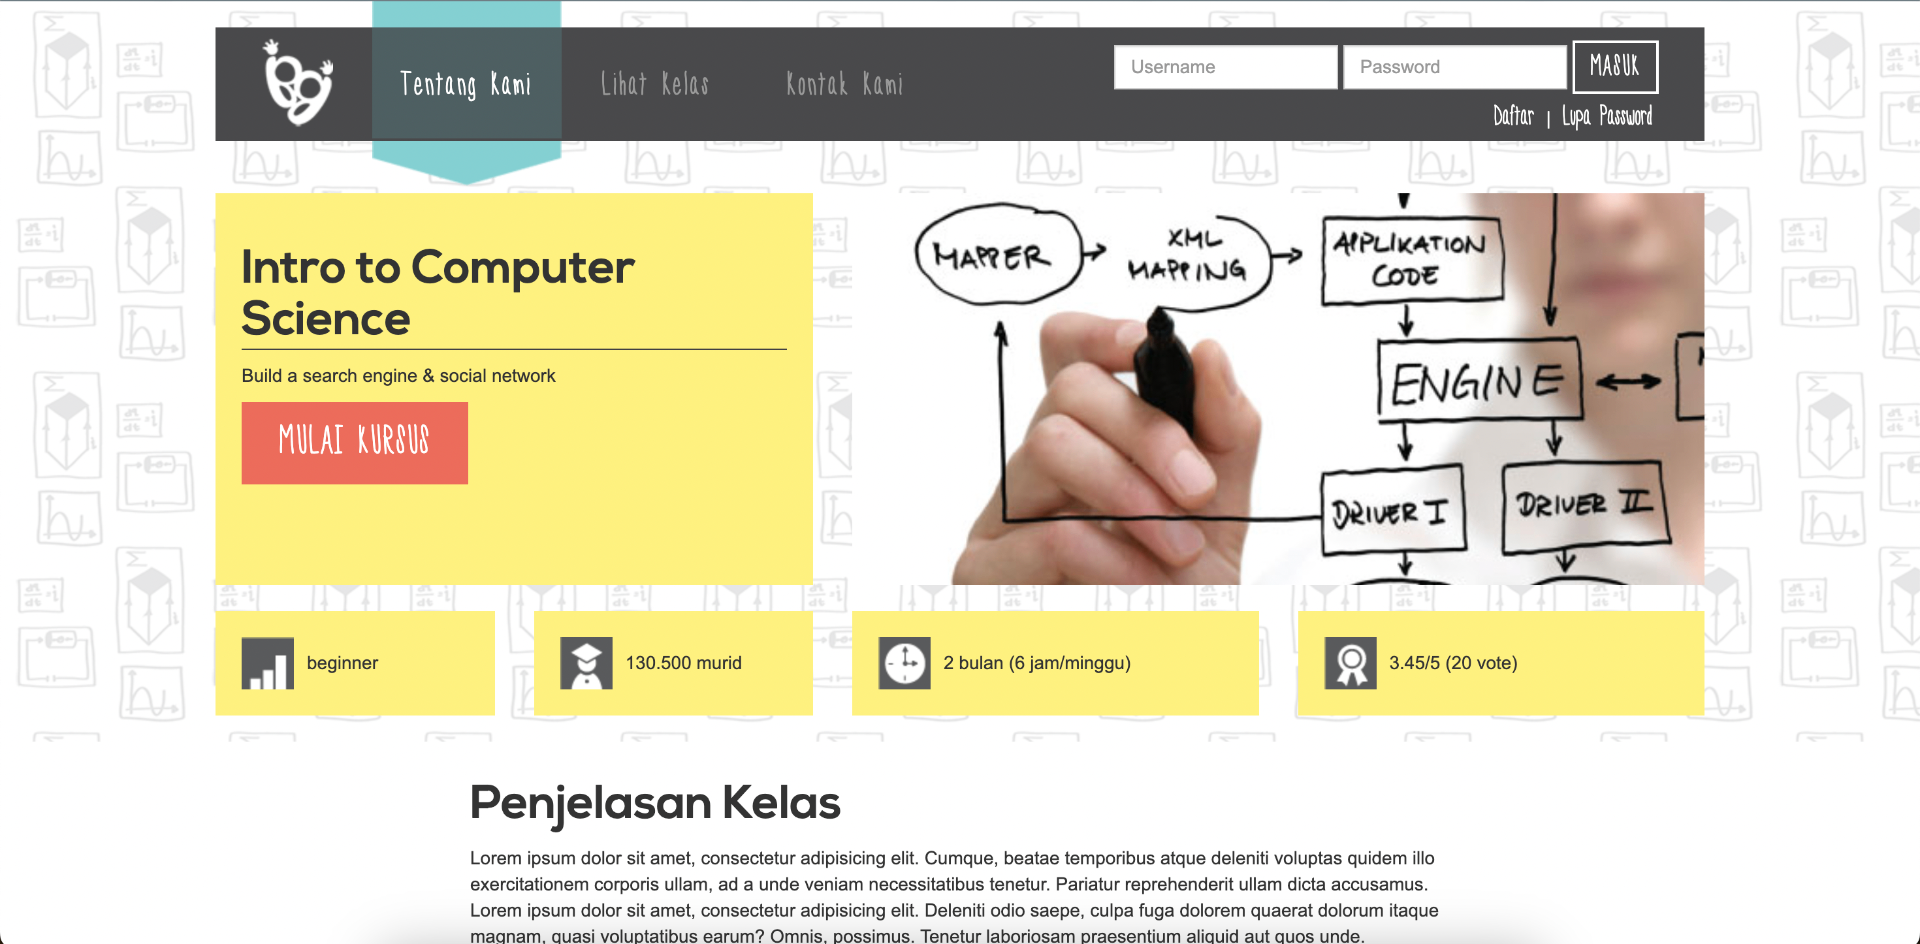 Tentang Kami
Lihat Kelas
Kontak Kami
Username
Password
MASUK
Daftar | Lupa Password
Intro to Computer
Science
Build a search engine & social network
MULAI KURSUS
MAPPER
XML
MAPPING
APPLIKATION
CODE
ENGINE
DRIVER I
DRIVER II
beginner
130.500 murid
2 bulan (6 jam/minggu)
3.45/5 (20 vote)
Penjelasan Kelas
Lorem ipsum dolor sit amet, consectetur adipisicing elit. Cumque, beatae temporibus atque deleniti voluptas quidem illo
exercitationem corporis ullam, ad a unde veniam necessitatibus tenetur. Pariatur reprehenderit ullam dicta accusamus.
Lorem ipsum dolor sit amet, consectetur adipisicing elit. Deleniti odio saepe, culpa fuga dolorem quaerat dolorum itaque
magnam, quasi voluptatibus earum? Omnis, possimus. Tenetur laboriosam praesentium aliquid aut quos unde.